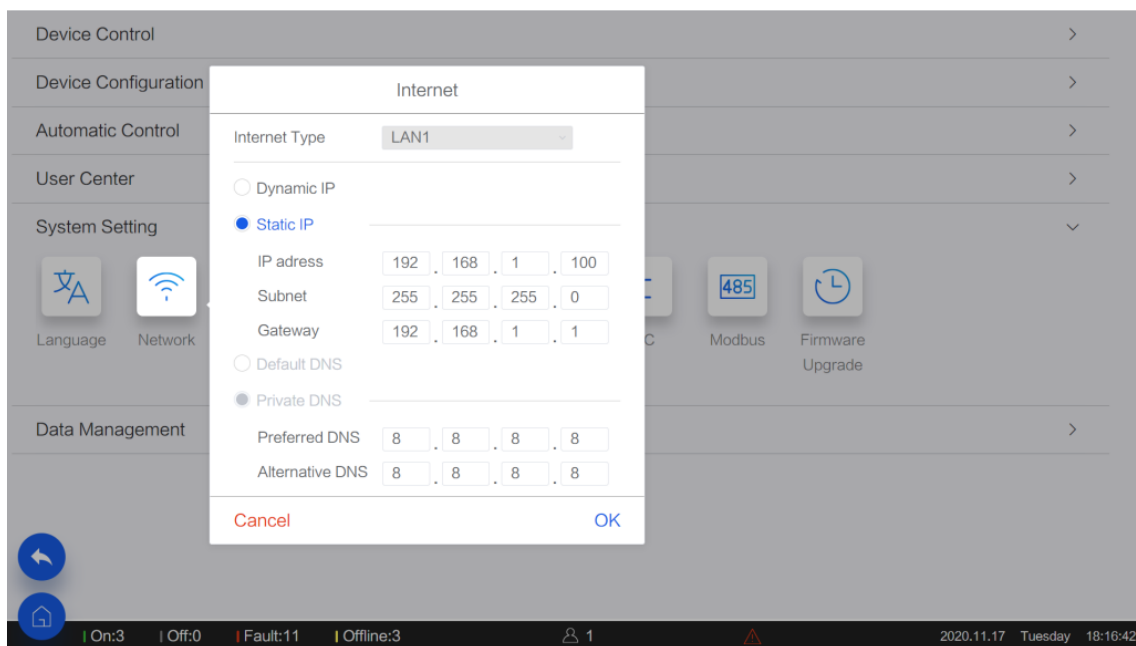 Device Control
Device Configuration
Automatic Control
User Center
System Setting
Language
Network
C
485
Modbus
Firmware
Upgrade
Data Management
Internet
Internet Type LAN1
Dynamic IP
Static IP
IP adress 192 . 168 . 1 . 100
Subnet 255 . 255 . 255 . 0
Gateway 192 . 168 . 1 . 1
Default DNS
Private DNS
Preferred DNS 8 . 8 . 8 . 8
Alternative DNS 8 . 8 . 8 . 8
Cancel OK
On:3 Off:0 Fault:11 Offline:3 1 2020.11.17 Tuesday 18:16:42